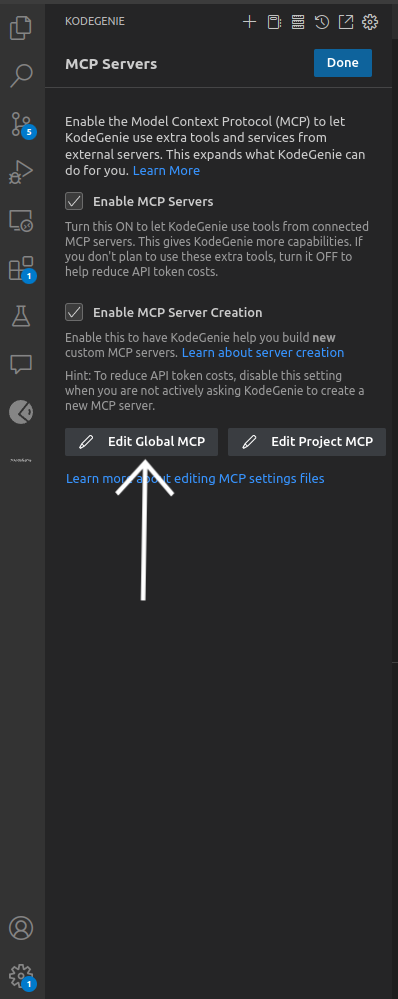 KODEGENIE
MCP Servers
Done
Enable the Model Context Protocol (MCP) to let
KodeGenie use extra tools and services from
external servers. This expands what KodeGenie can
do for you. Learn More
Enable MCP Servers
Turn this ON to let KodeGenie use tools from connected
MCP servers. This gives KodeGenie more capabilities. If
you don't plan to use these extra tools, turn it OFF to
help reduce API token costs.
5
1
Enable MCP Server Creation
Enable this to have KodeGenie help you build new
custom MCP servers. Learn about server creation
Hint: To reduce API token costs, disable this setting
when you are not actively asking KodeGenie to create a
new MCP server.
Edit Global MCP
Edit Project MCP
Learn more about editing MCP settings files
1